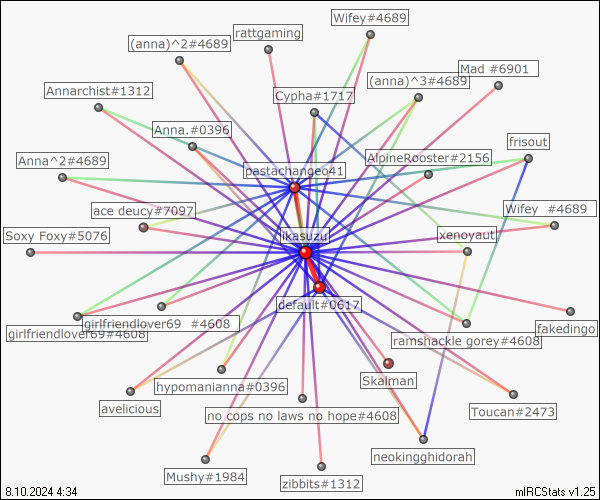 Wifey#4689
rattgaming
(anna)^2#4689
Mad #6901
(anna)^3#4689
Annarchist#1312
Cypha#1717
Anna.#0396
frisout
AlpineRooster#2156
Anna^2#4689
pastachangeo41
ace deucy#7097
Wifey #4689
Soxy Foxy#5076
ikasuzu
xenoyaut
default#0617
girlfriendlover69 #4608
fakedingo
girlfriendlover69#4608
ramshackle gorey#4608
Skalman
hypomanianna#0396
avelicious
no cops no laws no hope#4608
Toucan#2473
neokingghidorah
Mushy#1984
zibbits#1312
8.10.2024 4:34
mIRCStats v1.25